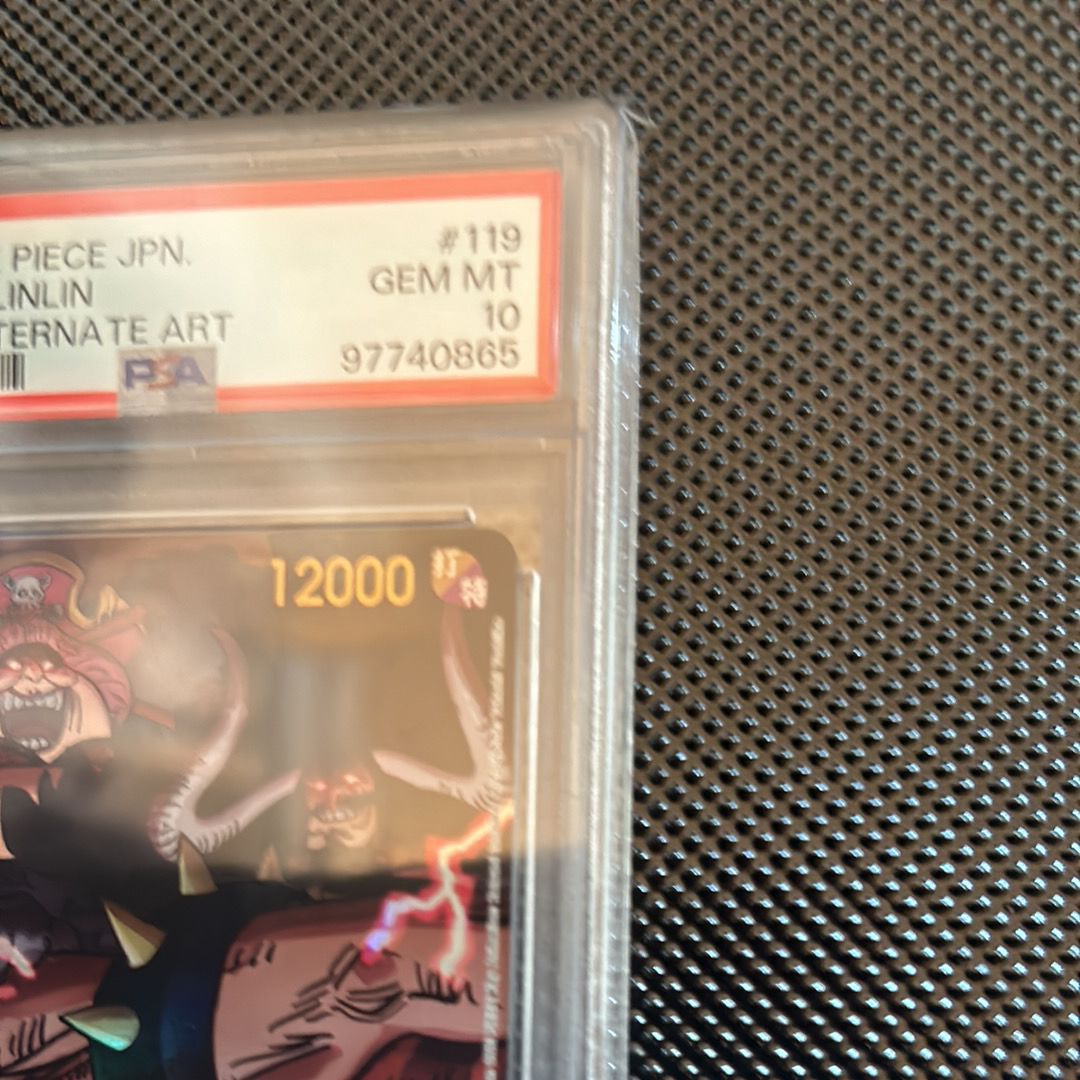 PIECE JPN.
#119
LINLIN
GEM MT
TERNATE ART
10
97740865
PSA
12000